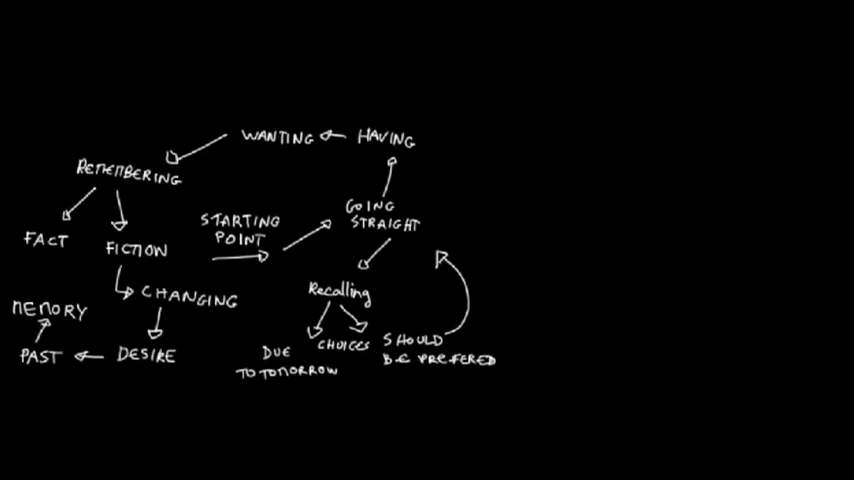 WANTING
HAVING
REMEMBERING
GOING
STRAIGHT
STARTING
POINT
FACT
FICTION
CHANGING
Recalling
MEMORY
SHOULD
BE PREFERED
CHOICES
DUE
TO TOMORROW
PAST
DESIRE